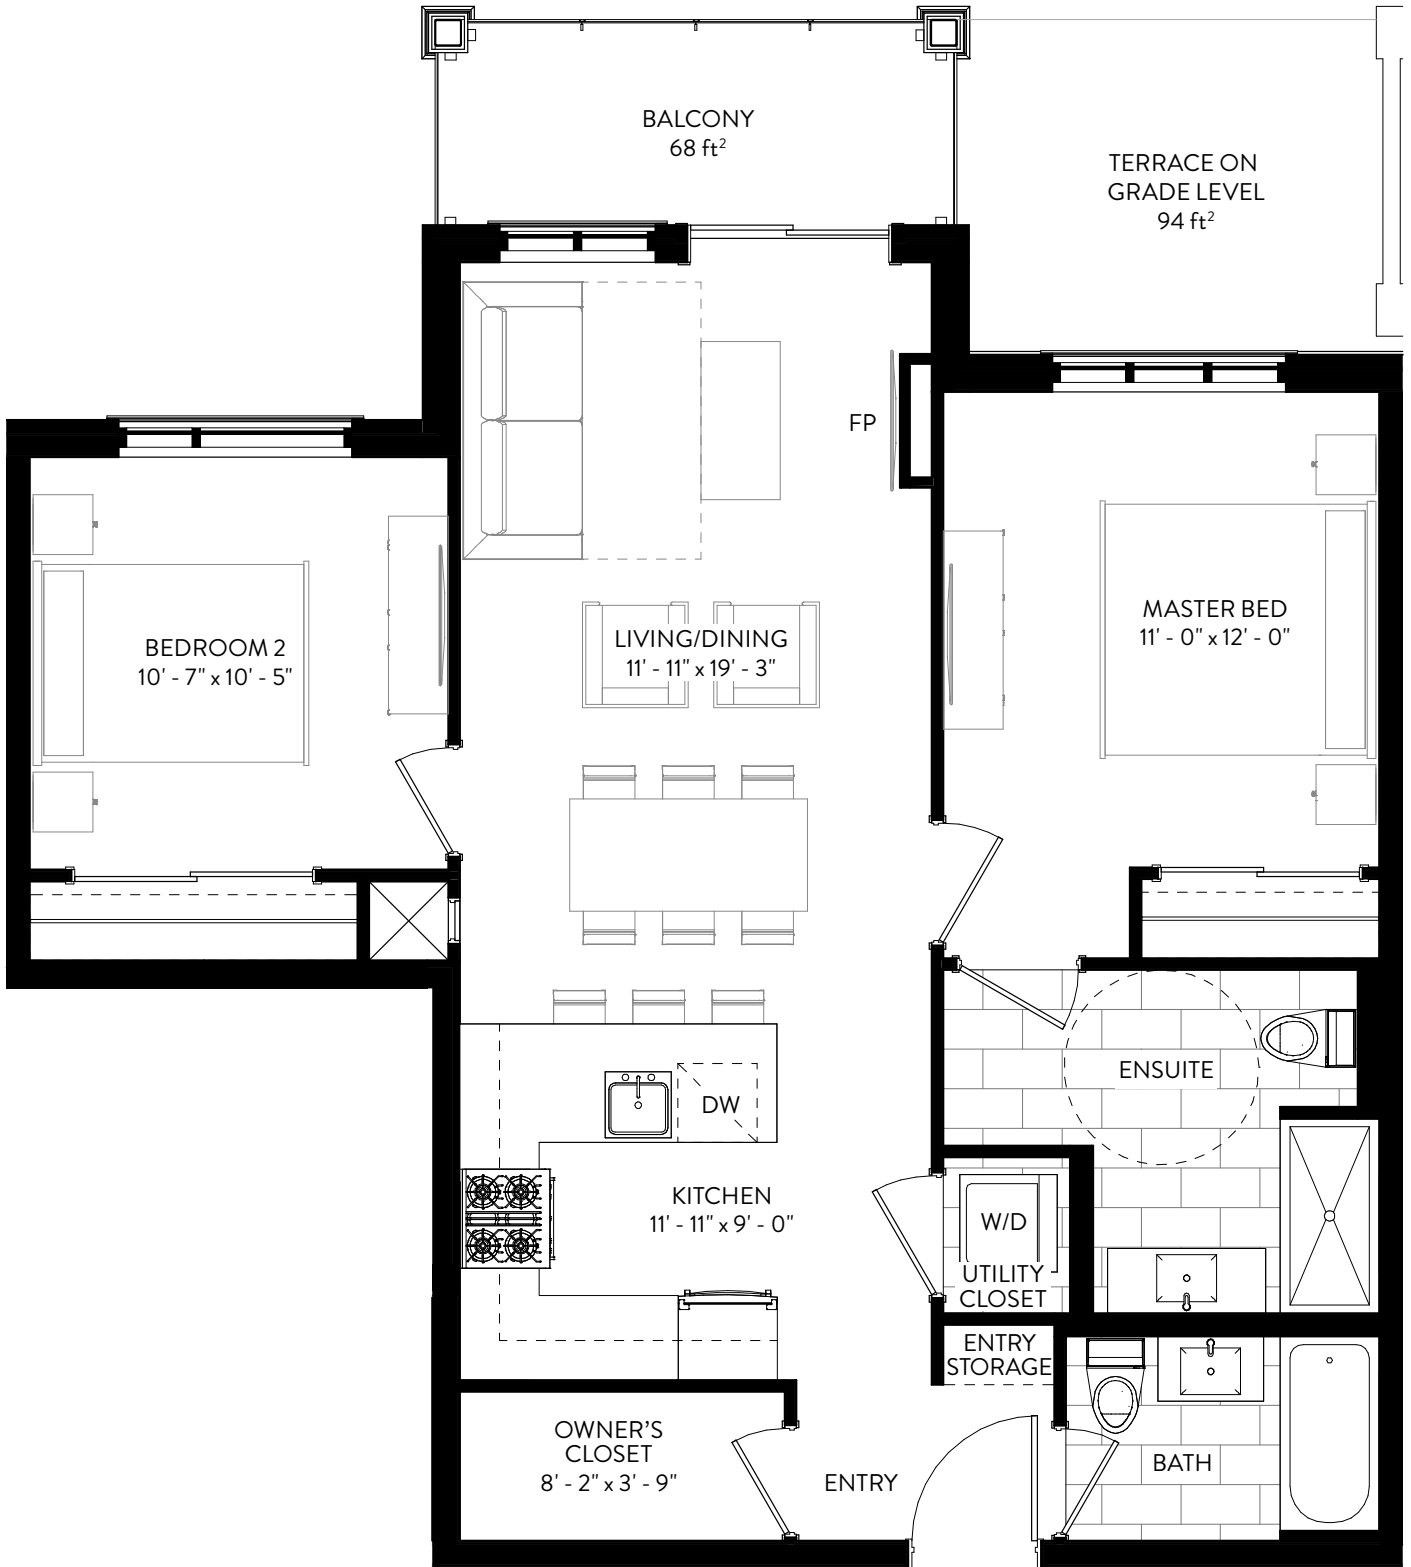 BALCONY
68 ft²
TERRACE ON
GRADE LEVEL
94 ft²
FP
BEDROOM 2
10' - 7" x 10' - 5"
LIVING/DINING
11' - 11" x 19' - 3"
MASTER BED
11' - 0" x 12' - 0"
ENSUITE
DW
KITCHEN
11' - 11" x 9' - 0"
W/D
UTILITY
CLOSET
ENTRY
STORAGE
OWNER'S
CLOSET
8' - 2" x 3' - 9"
ENTRY
BATH